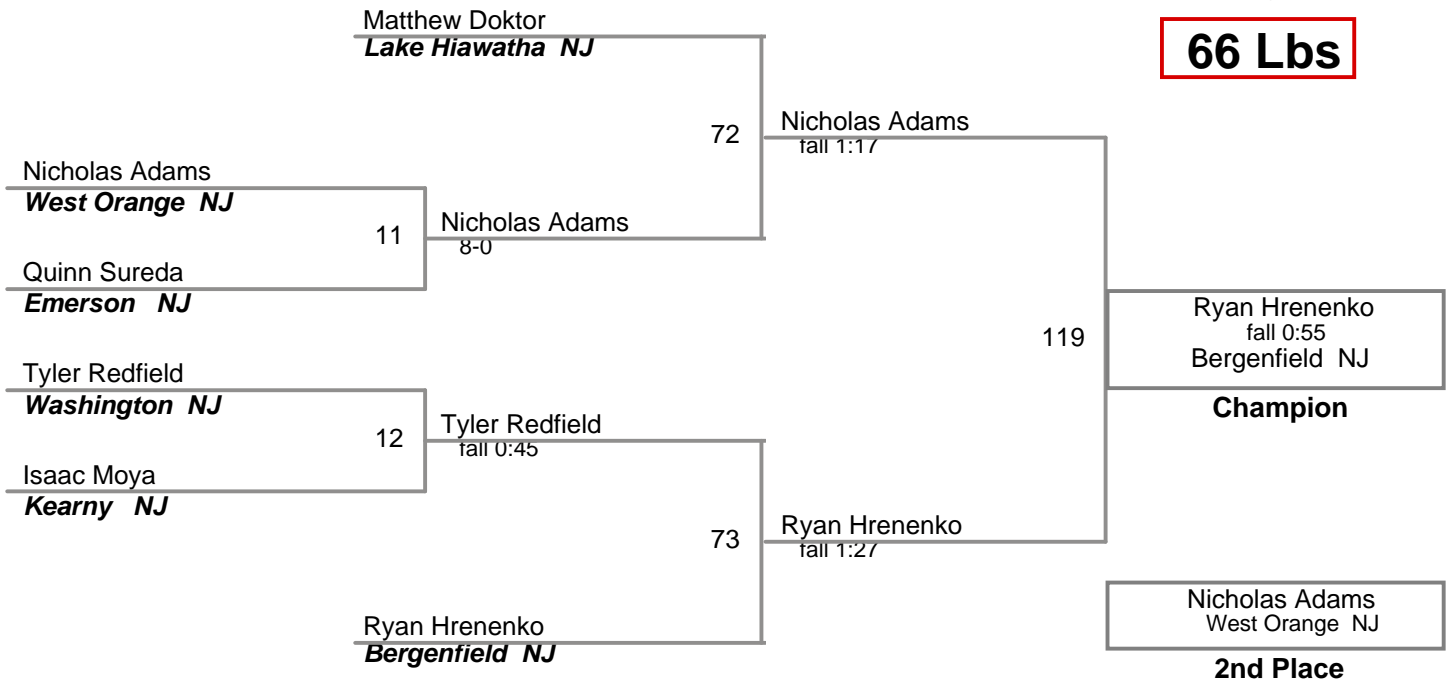 Matthew Doktor
Lake Hiawatha NJ
66 Lbs
72
Nicholas Adams
fall 1:17
Nicholas Adams
West Orange NJ
11
Nicholas Adams
8-0
Quinn Sureda
Emerson NJ
119
Ryan Hrenenko
fall 0:55
Bergenfield NJ
Champion
Tyler Redfield
Washington NJ
12
Tyler Redfield
fall 0:45
Isaac Moya
Kearny NJ
73
Ryan Hrenenko
fall 1:27
Ryan Hrenenko
Bergenfield NJ
Nicholas Adams
West Orange NJ
2nd Place